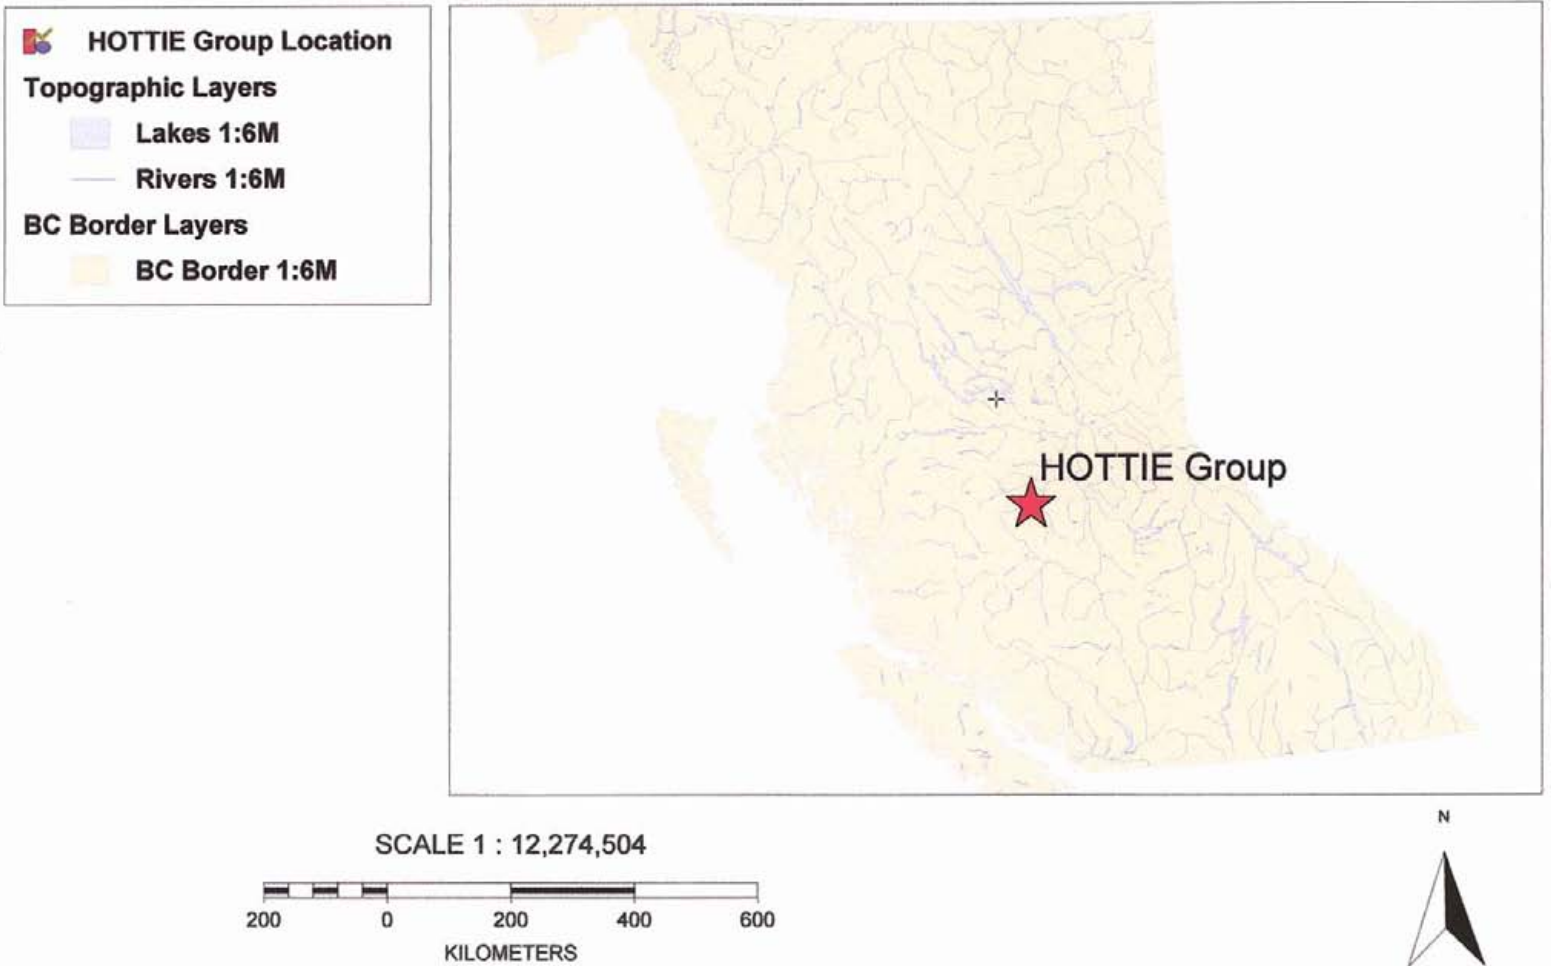 HOTTIE Group Location
Topographic Layers
Lakes 1:6M
Rivers 1:6M
BC Border Layers
BC Border 1:6M
HOTTIE Group
SCALE 1 : 12,274,504
200 0 200 400 600
KILOMETERS
N